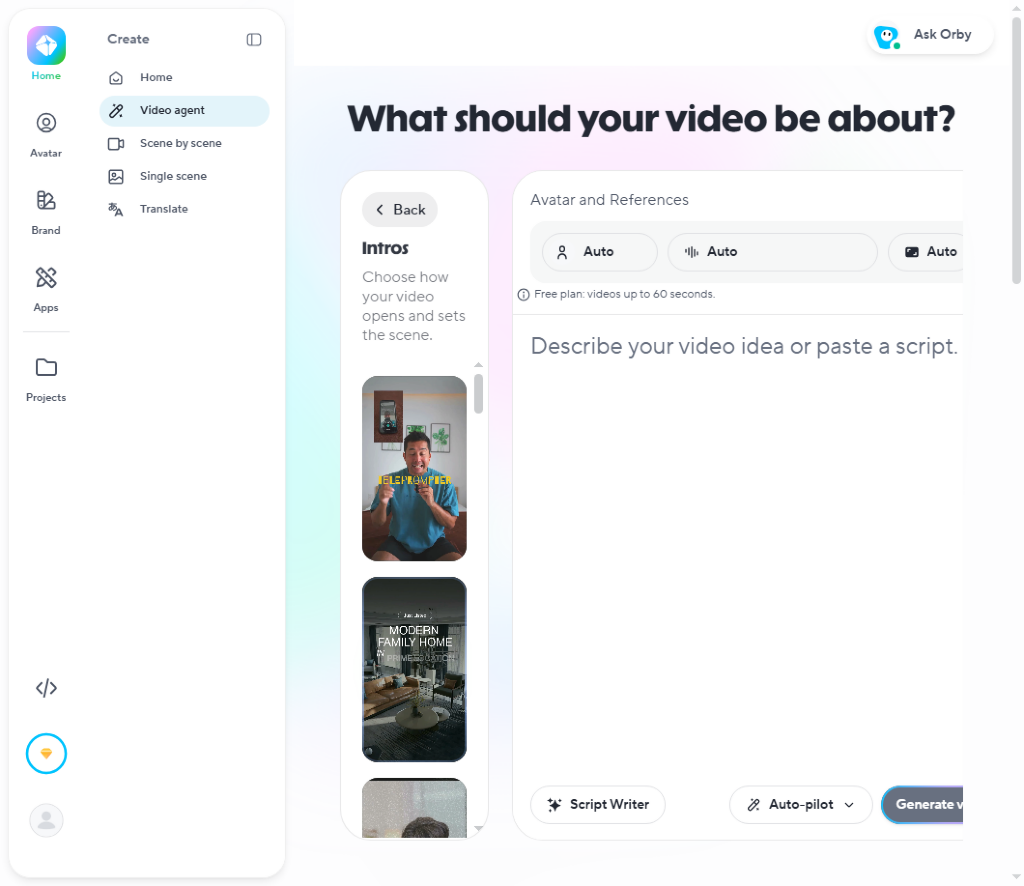 Home
Avatar
Brand
Apps
Projects
Create
Home
Video agent
Scene by scene
Single scene
Translate
Ask Orby
What should your video be about?
Back
Intros
Choose how
your video
opens and sets
the scene.
TELEPROMPTER
MODERN
FAMILY HOME
PRIME LOCATION
Avatar and References
Auto
Auto
Auto
Free plan: videos up to 60 seconds.
Describe your video idea or paste a script.
Script Writer
Auto-pilot
Generate v